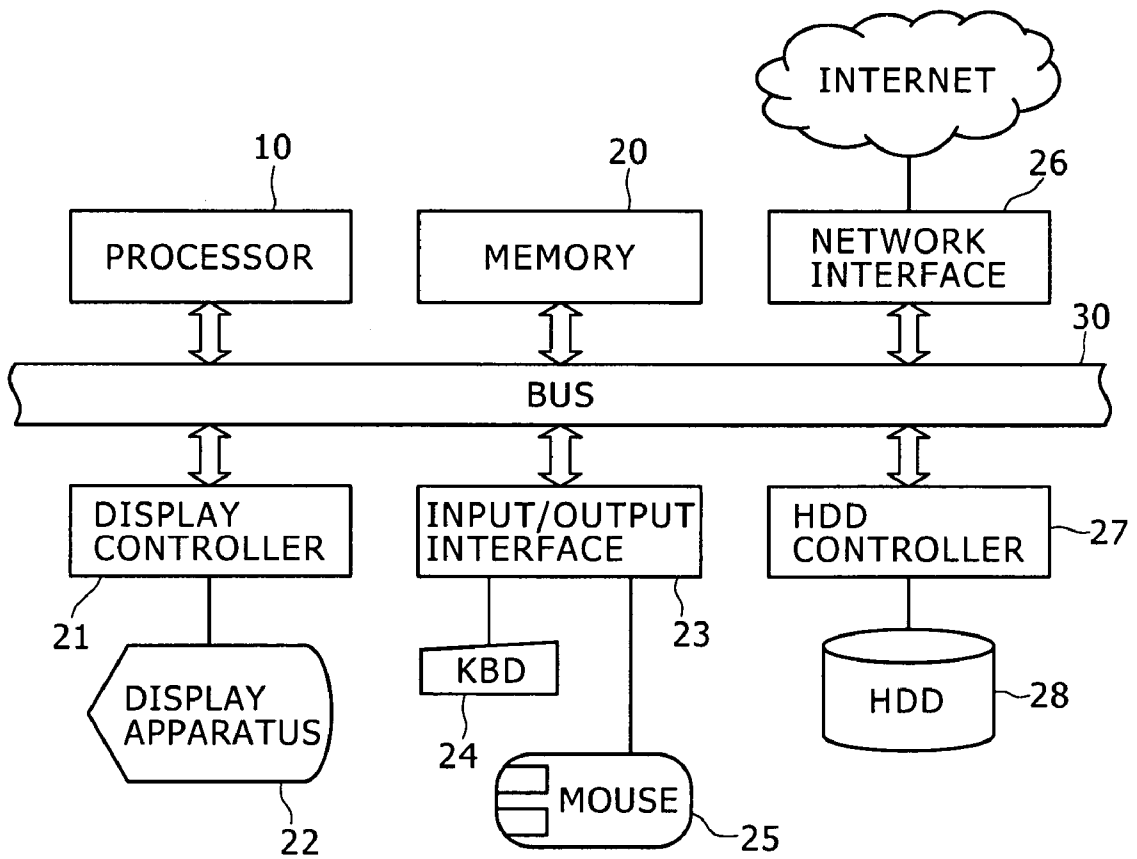 INTERNET
10
20
26
PROCESSOR
MEMORY
NETWORK
INTERFACE
30
BUS
DISPLAY
CONTROLLER
INPUT/OUTPUT
INTERFACE
HDD
CONTROLLER
27
21
23
KBD
24
DISPLAY
APPARATUS
22
HDD
28
MOUSE
25